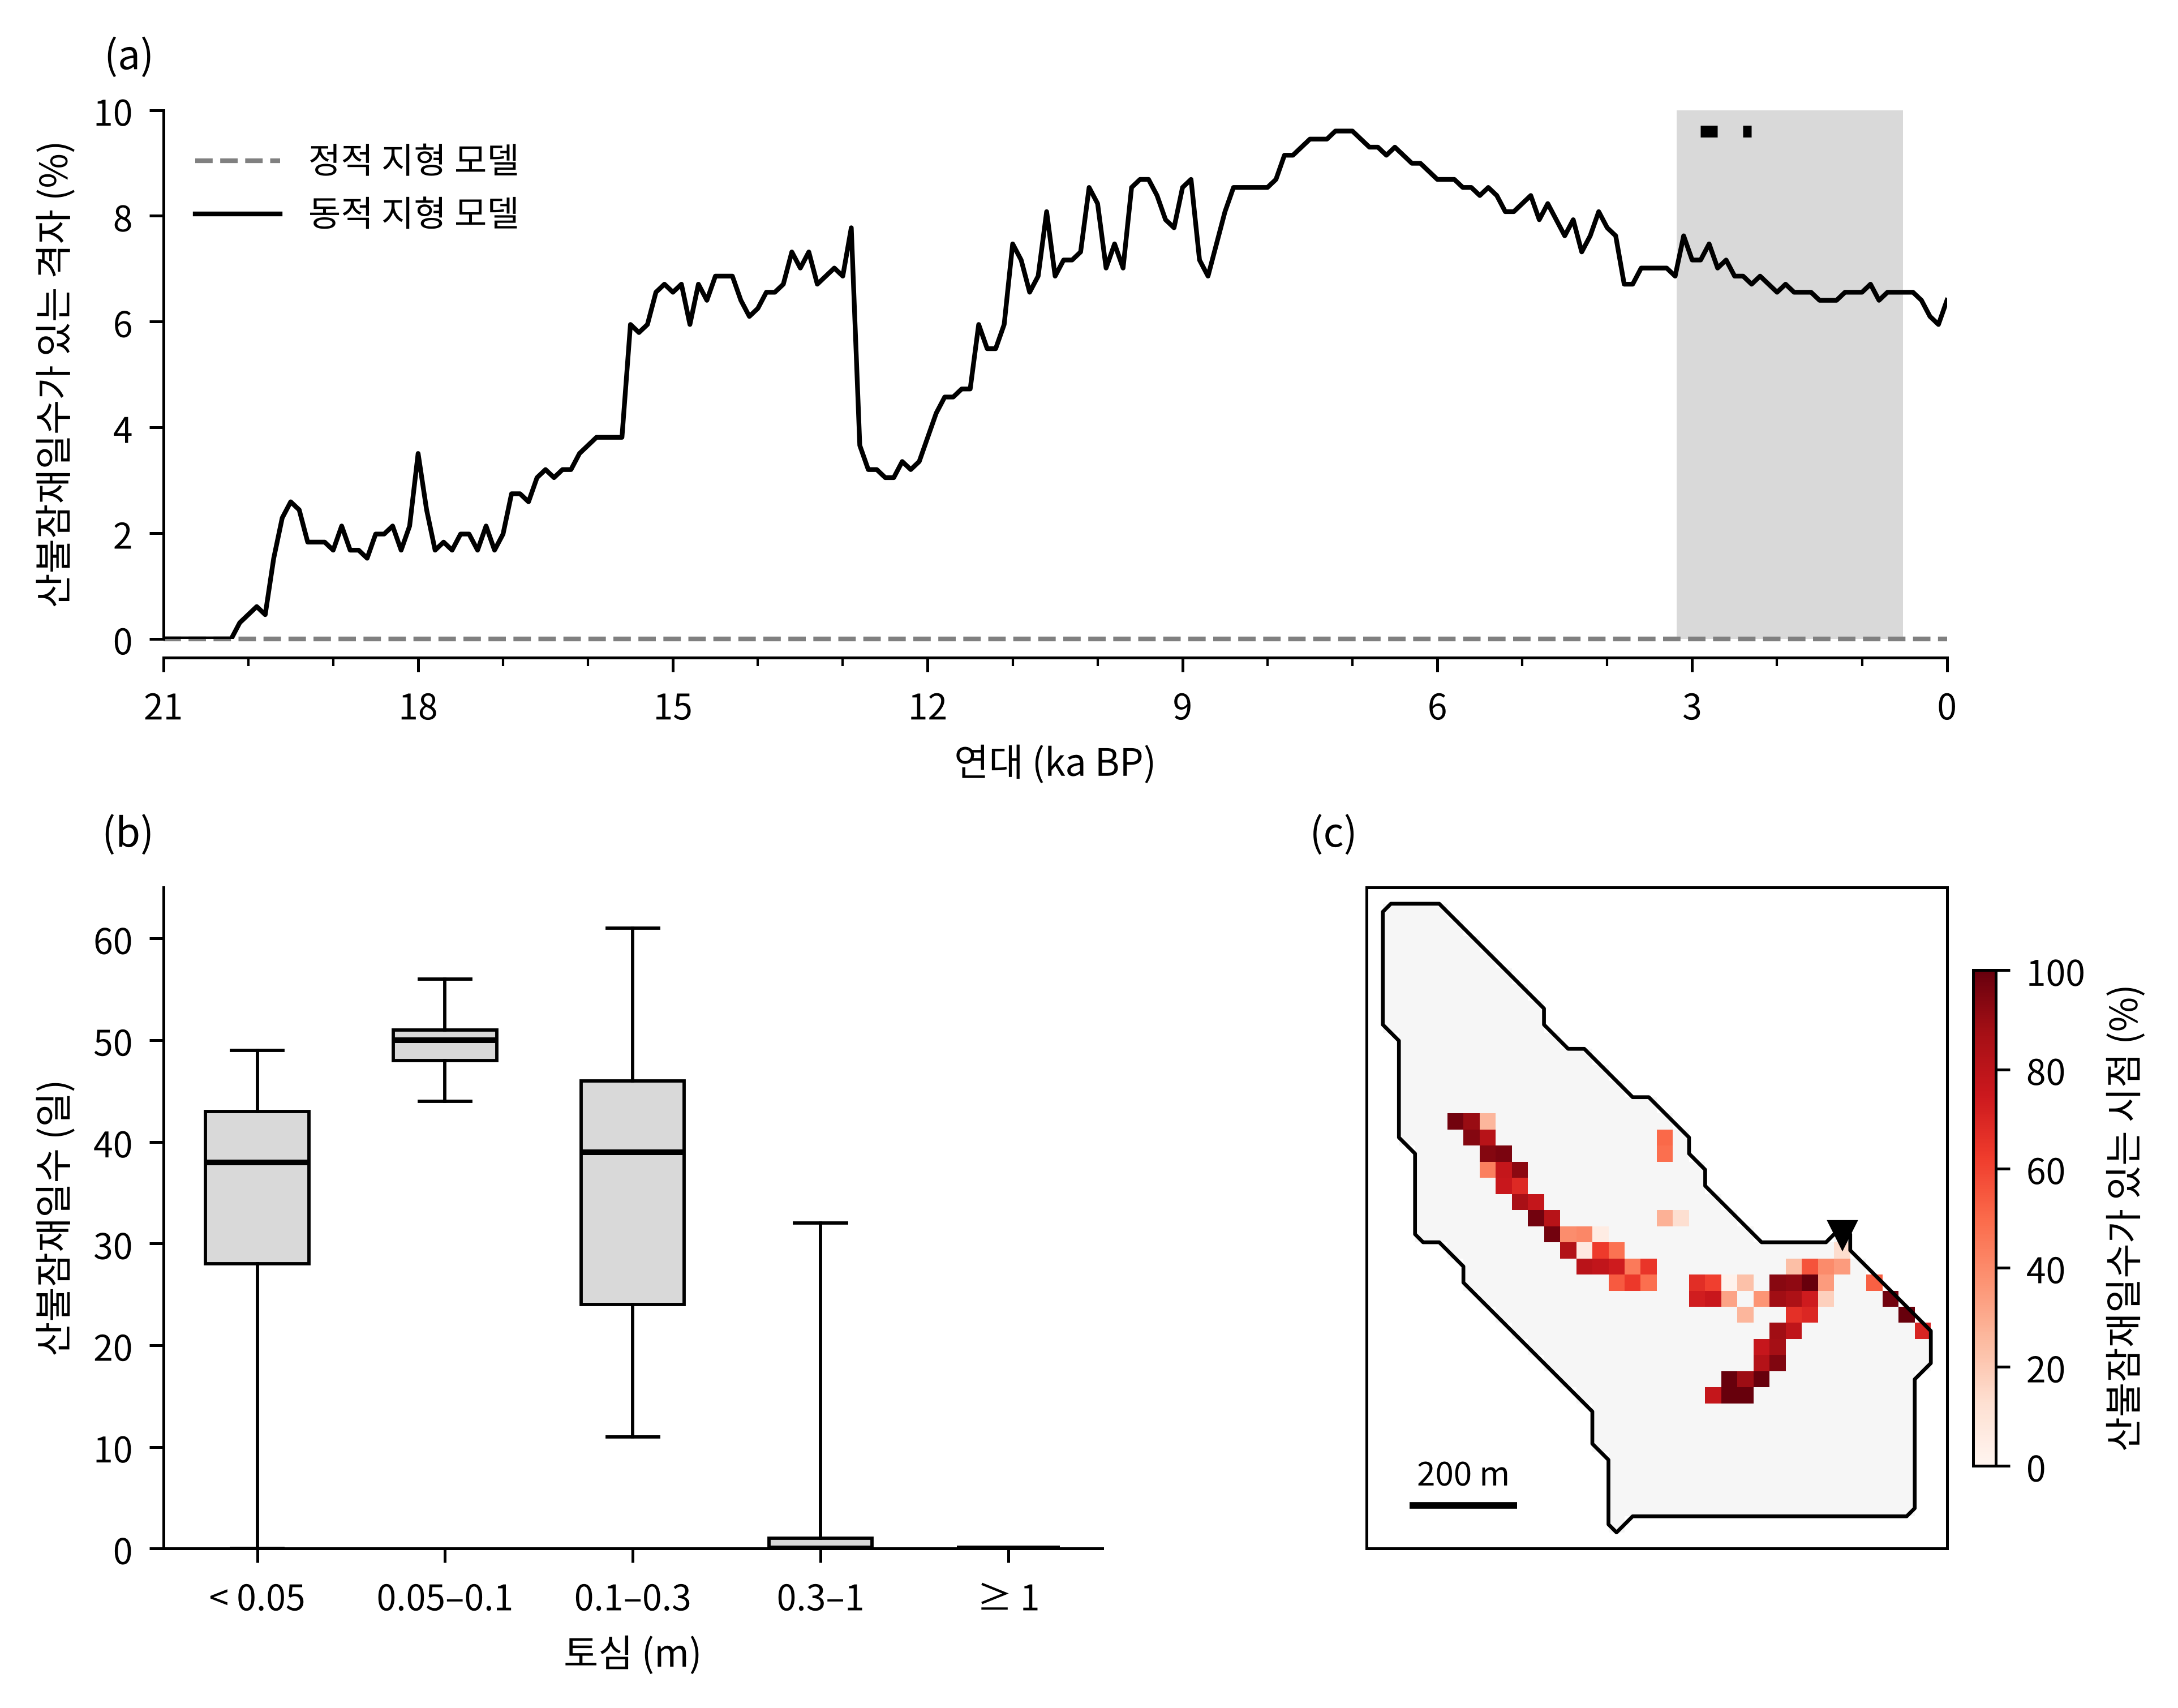 (a)
산불잠재일수가 있는 격자 (%)
10
8
6
4
2
0
정적 지형 모델
동적 지형 모델
21 18 15 12 9 6 3 0
연대 (ka BP)
(b)
산불잠재일수 (일)
60
50
40
30
20
10
0
< 0.05 0.05–0.1 0.1–0.3 0.3–1 ≥ 1
토심 (m)
(c)
200 m
100
80
60
40
20
0
산불잠재일수가 있는 시점 (%)